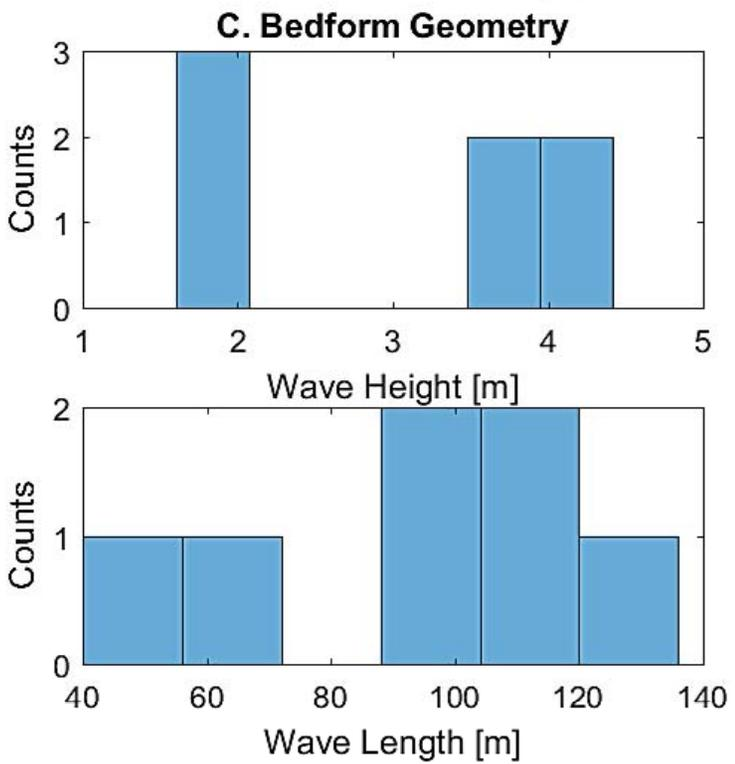 C. Bedform Geometry
3
2
1
0
Counts
1 2 3 4 5
Wave Height [m]
2
1
0
Counts
40 60 80 100 120 140
Wave Length [m]